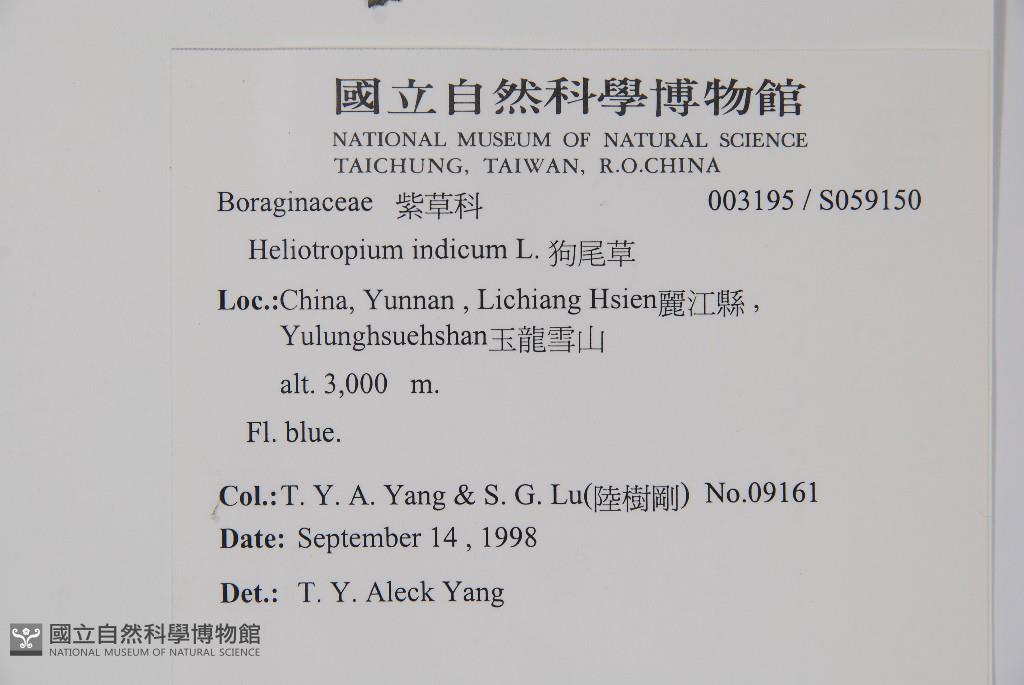 國立自然科學博物館
NATIONAL MUSEUM OF NATURAL SCIENCE
TAICHUNG, TAIWAN, R.O.CHINA
Boraginaceae 紫草科 003195 / S059150
Heliotropium indicum L. 狗尾草
Loc.:China, Yunnan , Lichiang Hsien麗江縣 ,
Yulunghsuehshan玉龍雪山
alt. 3,000 m.
Fl. blue.
Col.:T. Y. A. Yang & S. G. Lu(陸樹剛) No.09161
Date: September 14 , 1998
Det.: T. Y. Aleck Yang
國立自然科學博物館
NATIONAL MUSEUM OF NATURAL SCIENCE